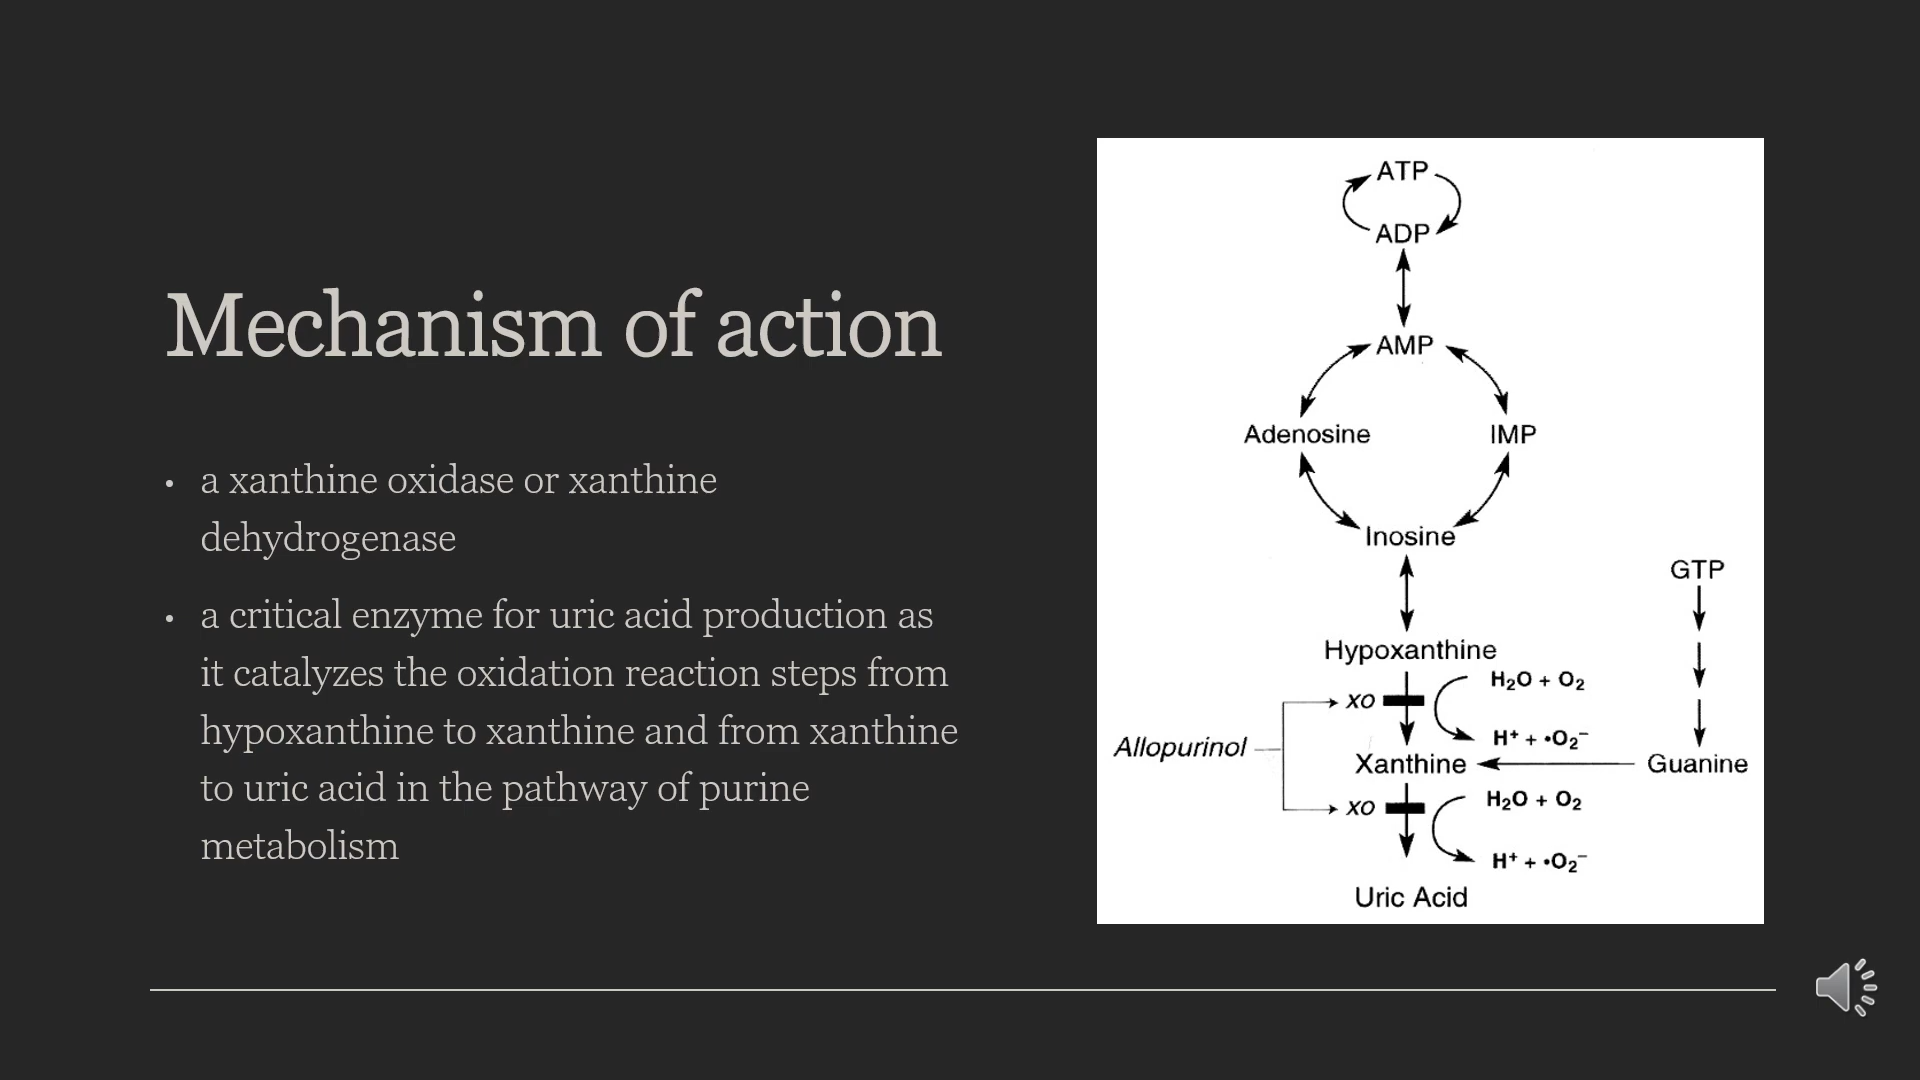 Mechanism of action
• a xanthine oxidase or xanthine
dehydrogenase
• a critical enzyme for uric acid production as
it catalyzes the oxidation reaction steps from
hypoxanthine to xanthine and from xanthine
to uric acid in the pathway of purine
metabolism
ATP
ADP
AMP
Adenosine
IMP
Inosine
GTP
Hypoxanthine
H₂O + O₂
XO
H⁺ + •O₂⁻
Allopurinol
Xanthine
Guanine
H₂O + O₂
XO
H⁺ + •O₂⁻
Uric Acid